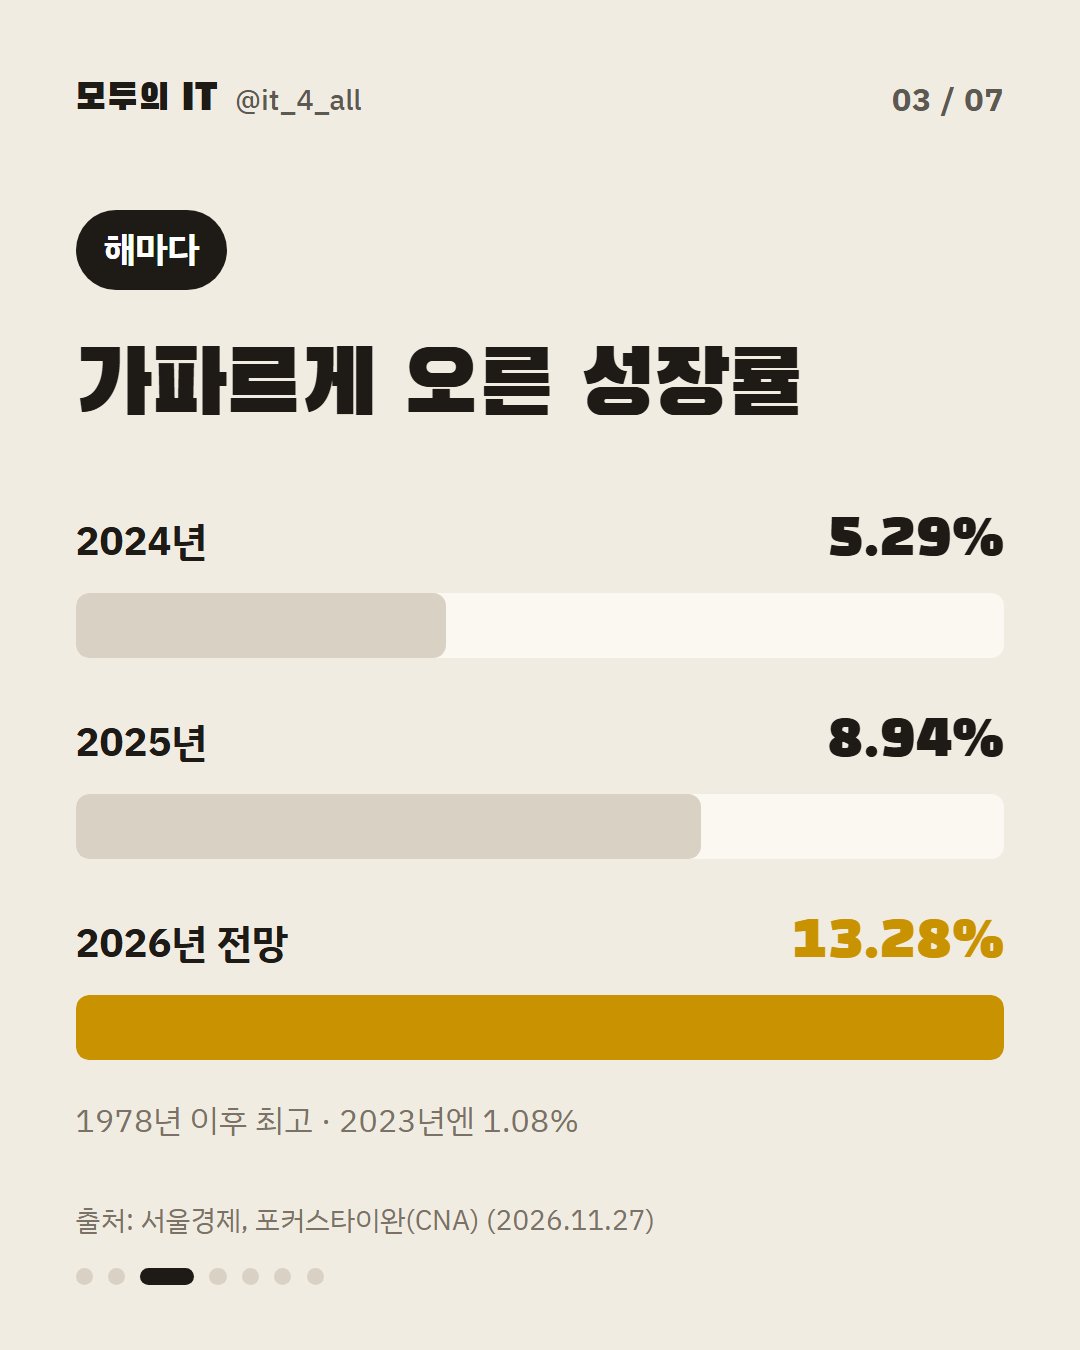 모두의 IT @it_4_all 03 / 07
해마다
가파르게 오른 성장률
2024년 5.29%
2025년 8.94%
2026년 전망 13.28%
1978년 이후 최고 · 2023년엔 1.08%
출처: 서울경제, 포커스타이완(CNA) (2026.11.27)